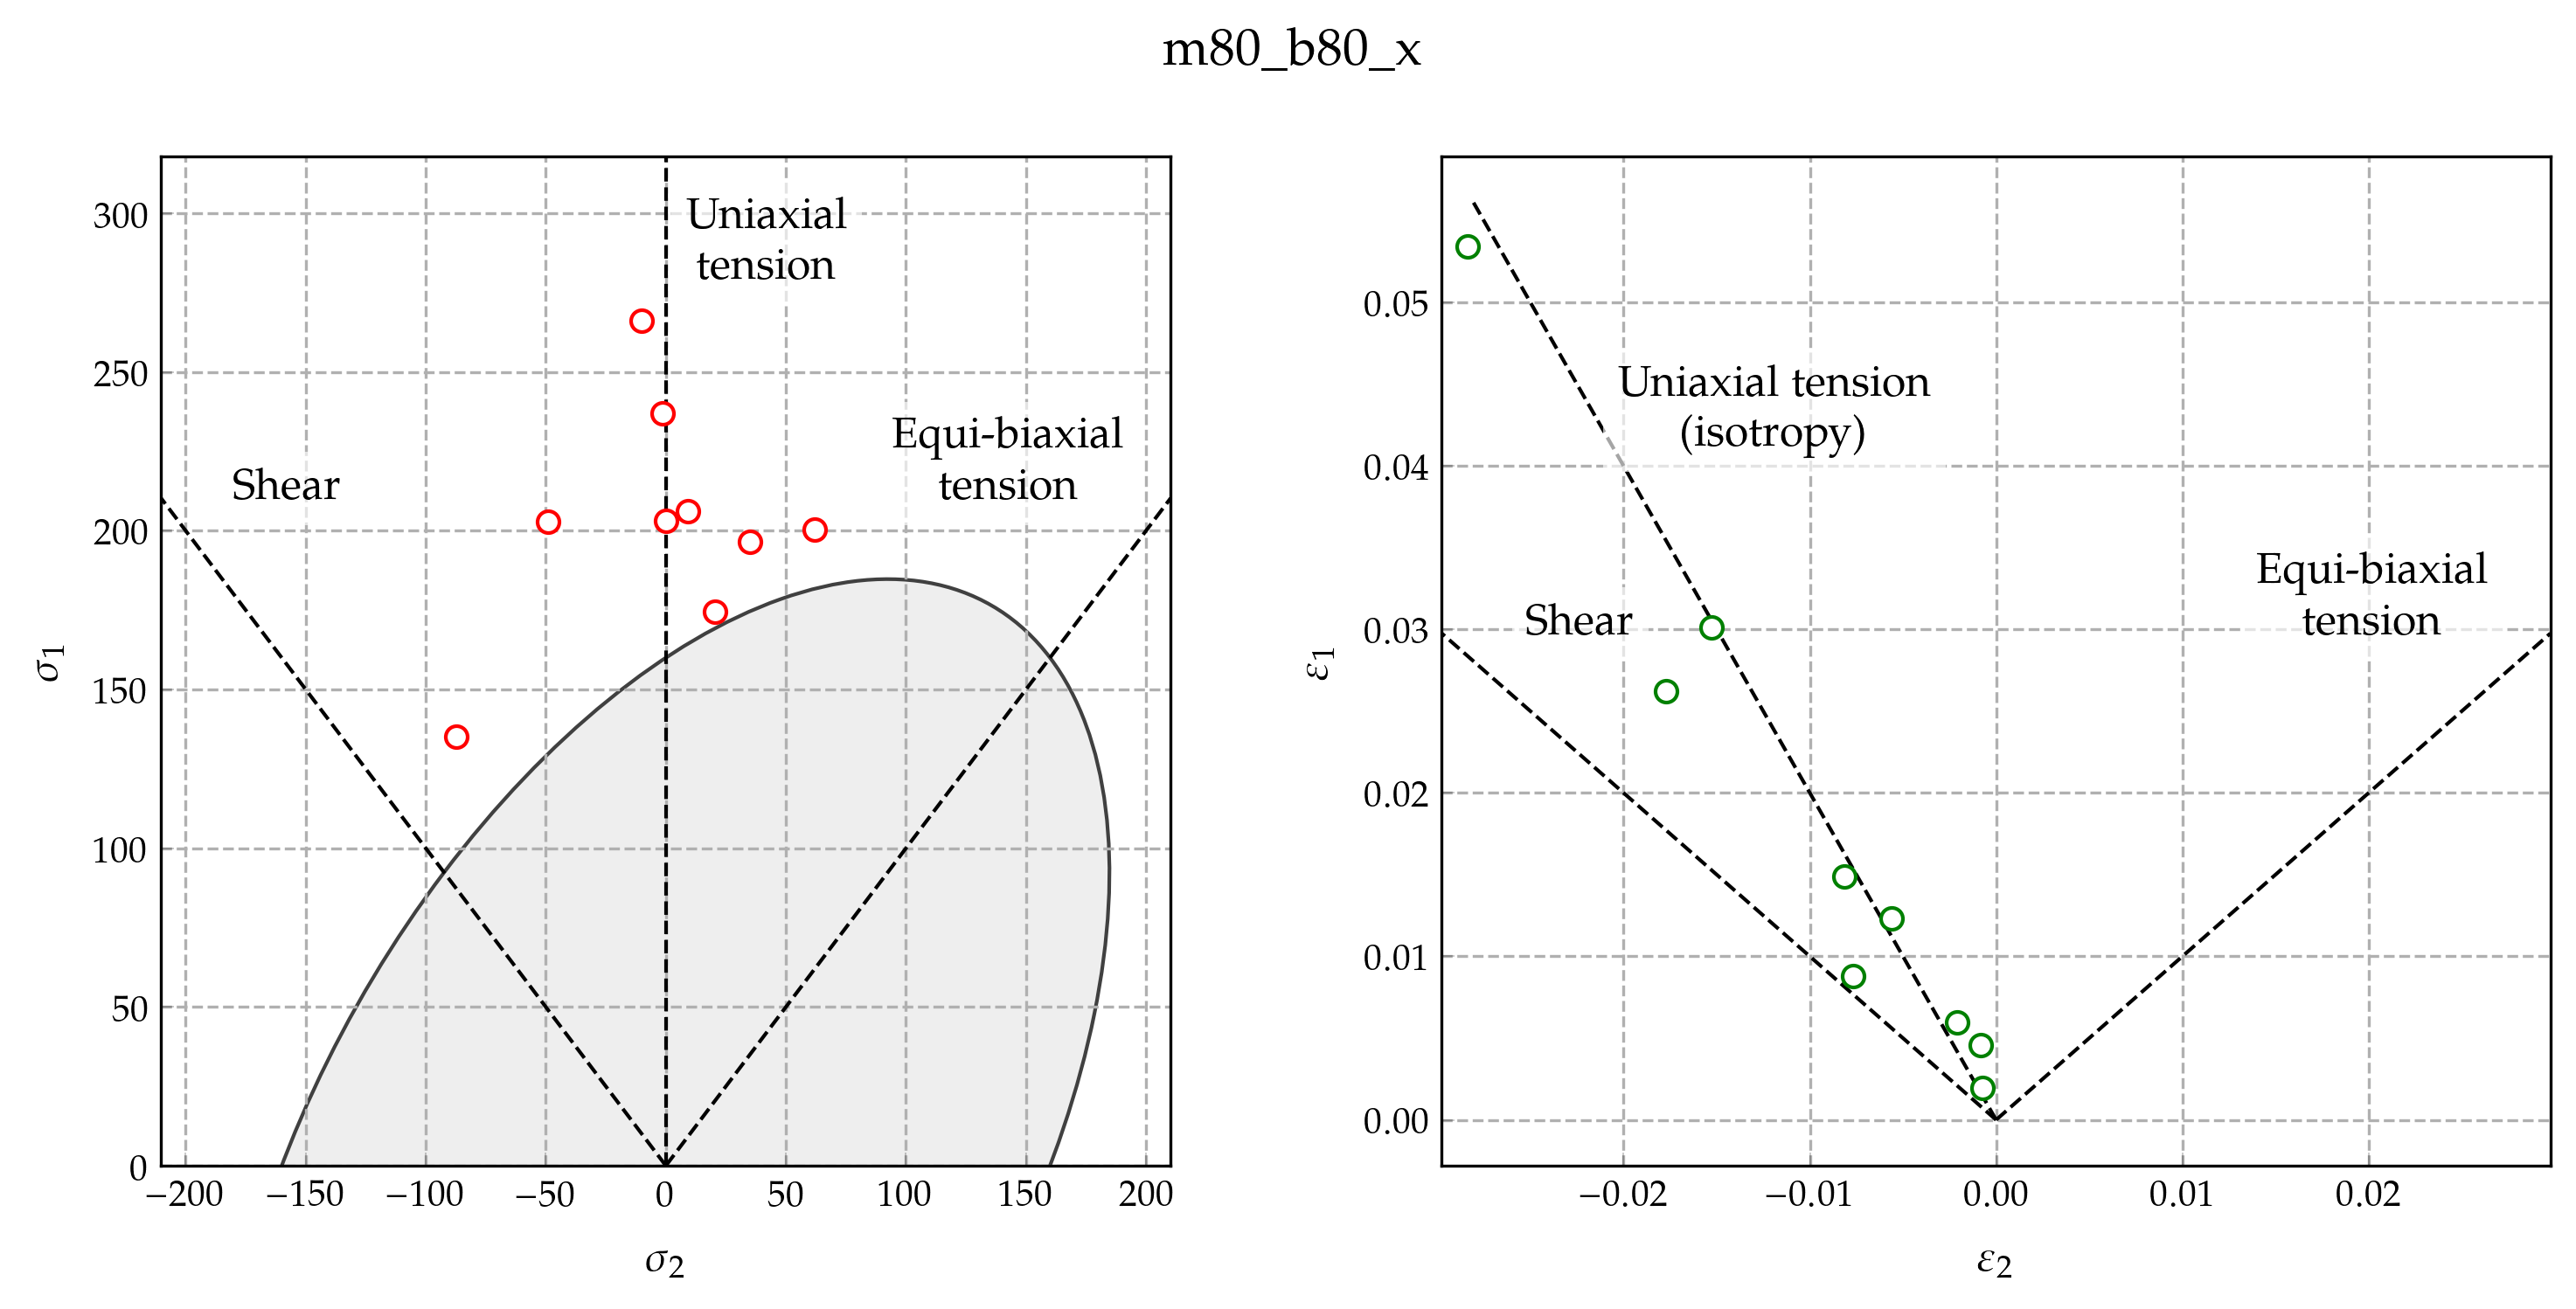 m80_b80_x
Uniaxial
tension
Equi-biaxial
tension
Shear
300
250
200
150
100
50
0
−200
−150
−100
−50
0
50
100
150
200
σ1
σ2
Uniaxial tension
(isotropy)
Equi-biaxial
tension
Shear
0.05
0.04
0.03
0.02
0.01
0.00
−0.02
−0.01
0.00
0.01
0.02
ε1
ε2